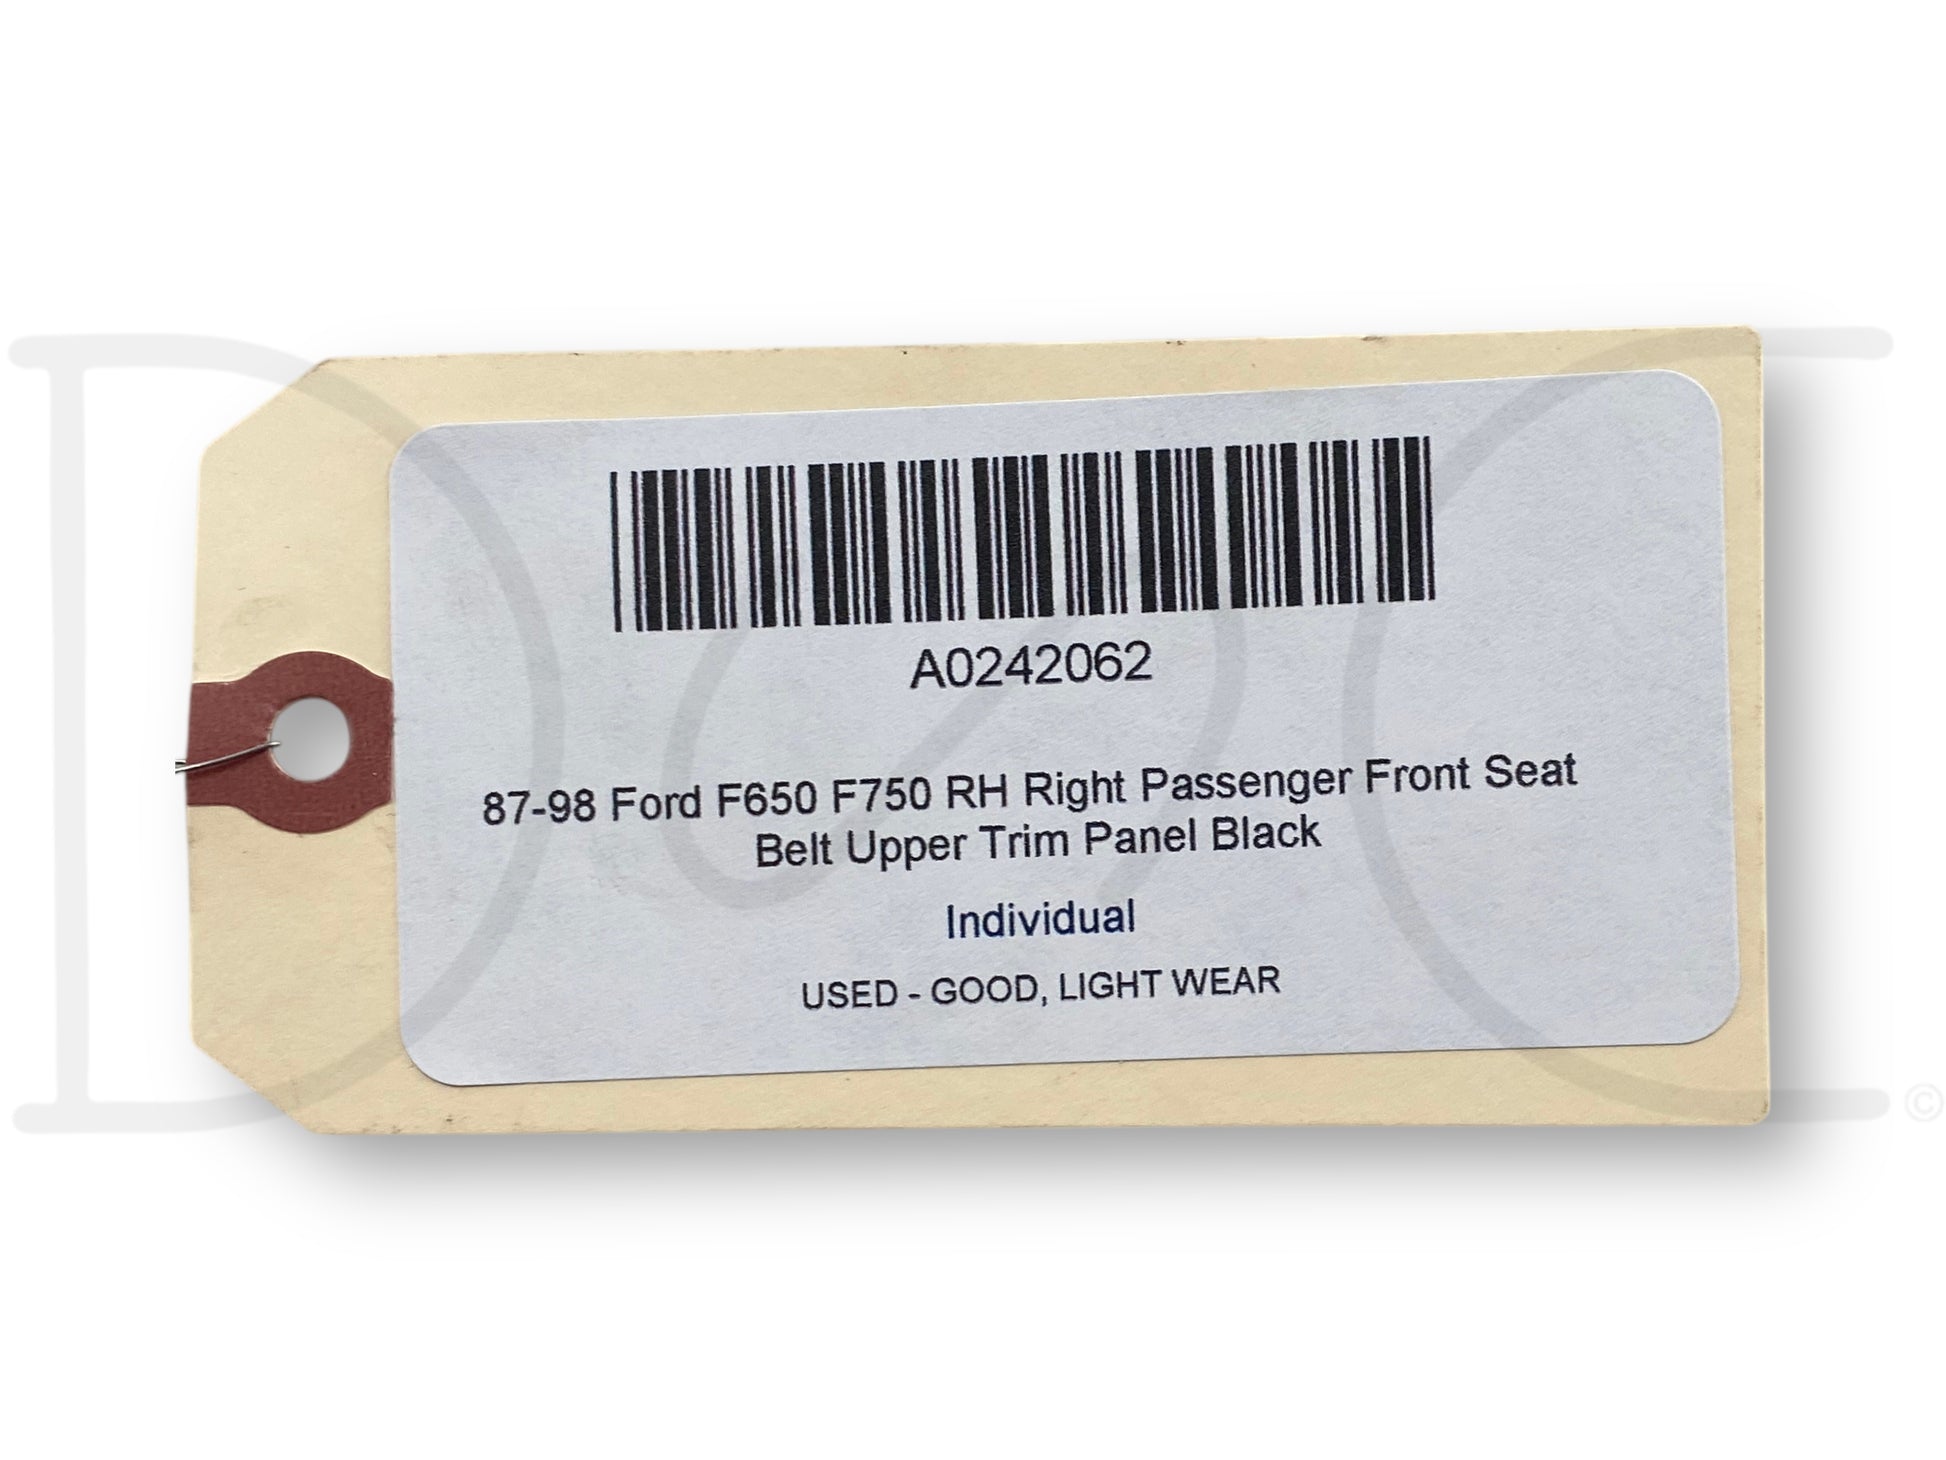 A0242062
87-98 Ford F650 F750 RH Right Passenger Front Seat
Belt Upper Trim Panel Black
Individual
USED - GOOD, LIGHT WEAR
D C
©